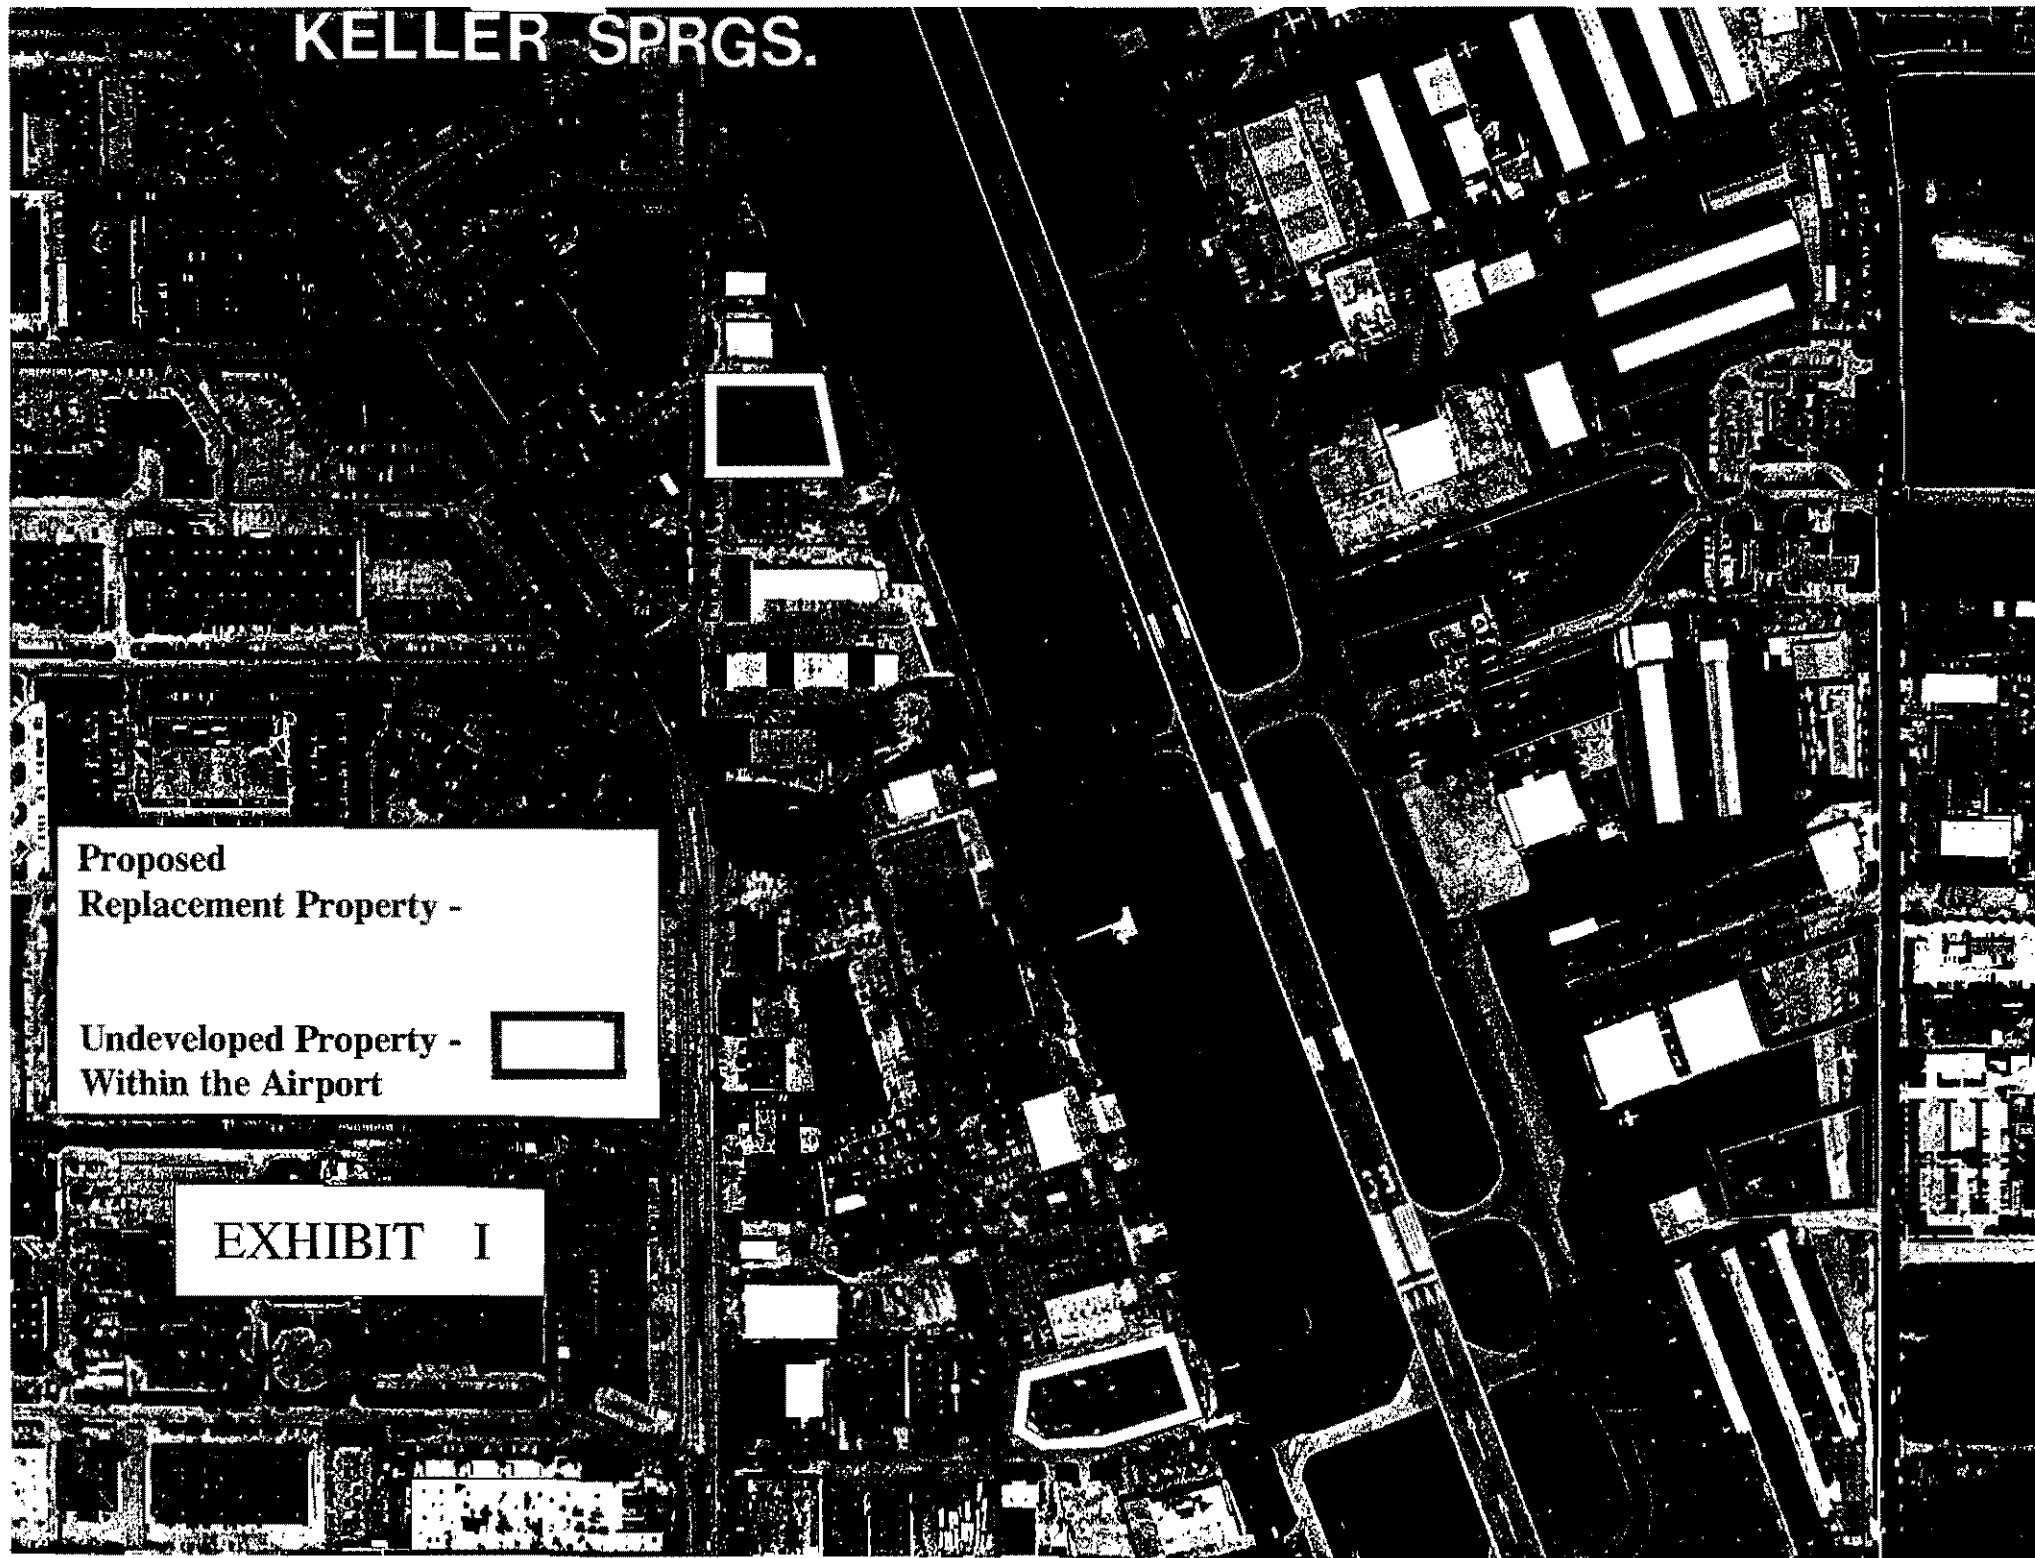 KELLER SPRGS.
Proposed
Replacement Property -
Undeveloped Property -
Within the Airport
EXHIBIT I